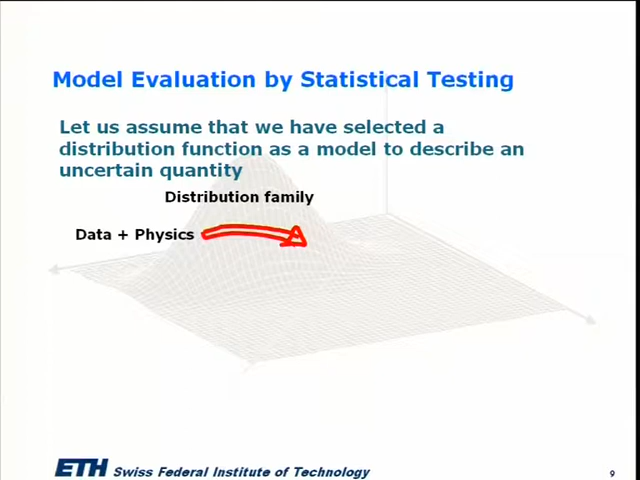 Model Evaluation by Statistical Testing
Let us assume that we have selected a
distribution function as a model to describe an
uncertain quantity
Distribution family
Data + Physics
ETH Swiss Federal Institute of Technology
9